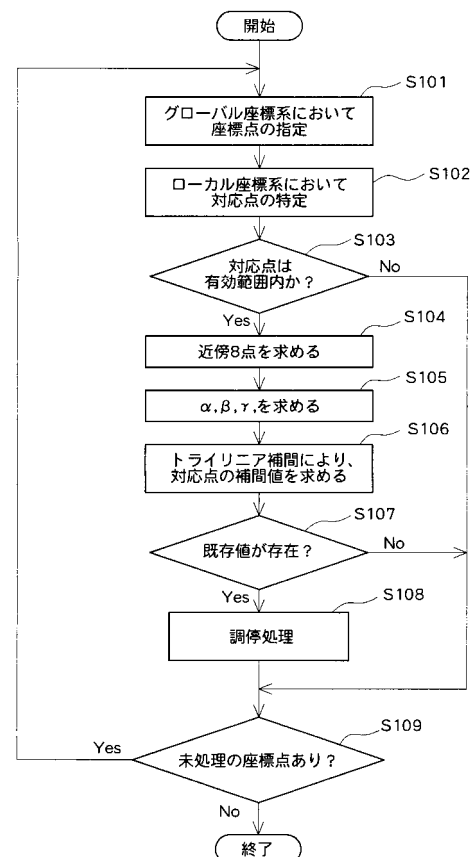 開始
S101
グローバル座標系において
座標点の指定
S102
ローカル座標系において
対応点の特定
S103
対応点は
有効範囲内か？
No
Yes
S104
近傍8点を求める
S105
α,β,γ,を求める
S106
トライリニア補間により、
対応点の補間値を求める
S107
既存値が存在？
No
Yes
S108
調停処理
S109
未処理の座標点あり？
Yes
No
終了